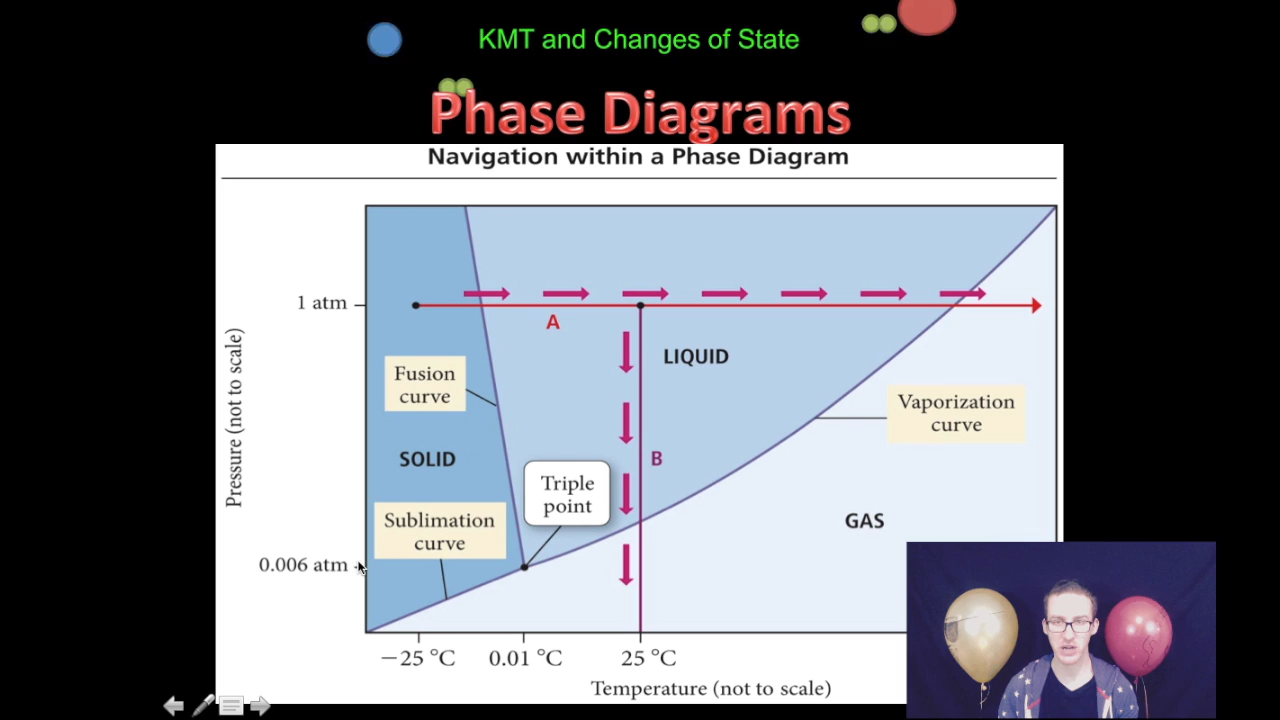 KMT and Changes of State
Phase Diagrams
Navigation within a Phase Diagram
1 atm
A
LIQUID
Fusion
curve
Vaporization
curve
Pressure (not to scale)
SOLID
B
Triple
point
Sublimation
curve
GAS
0.006 atm
−25 °C
0.01 °C
25 °C
Temperature (not to scale)